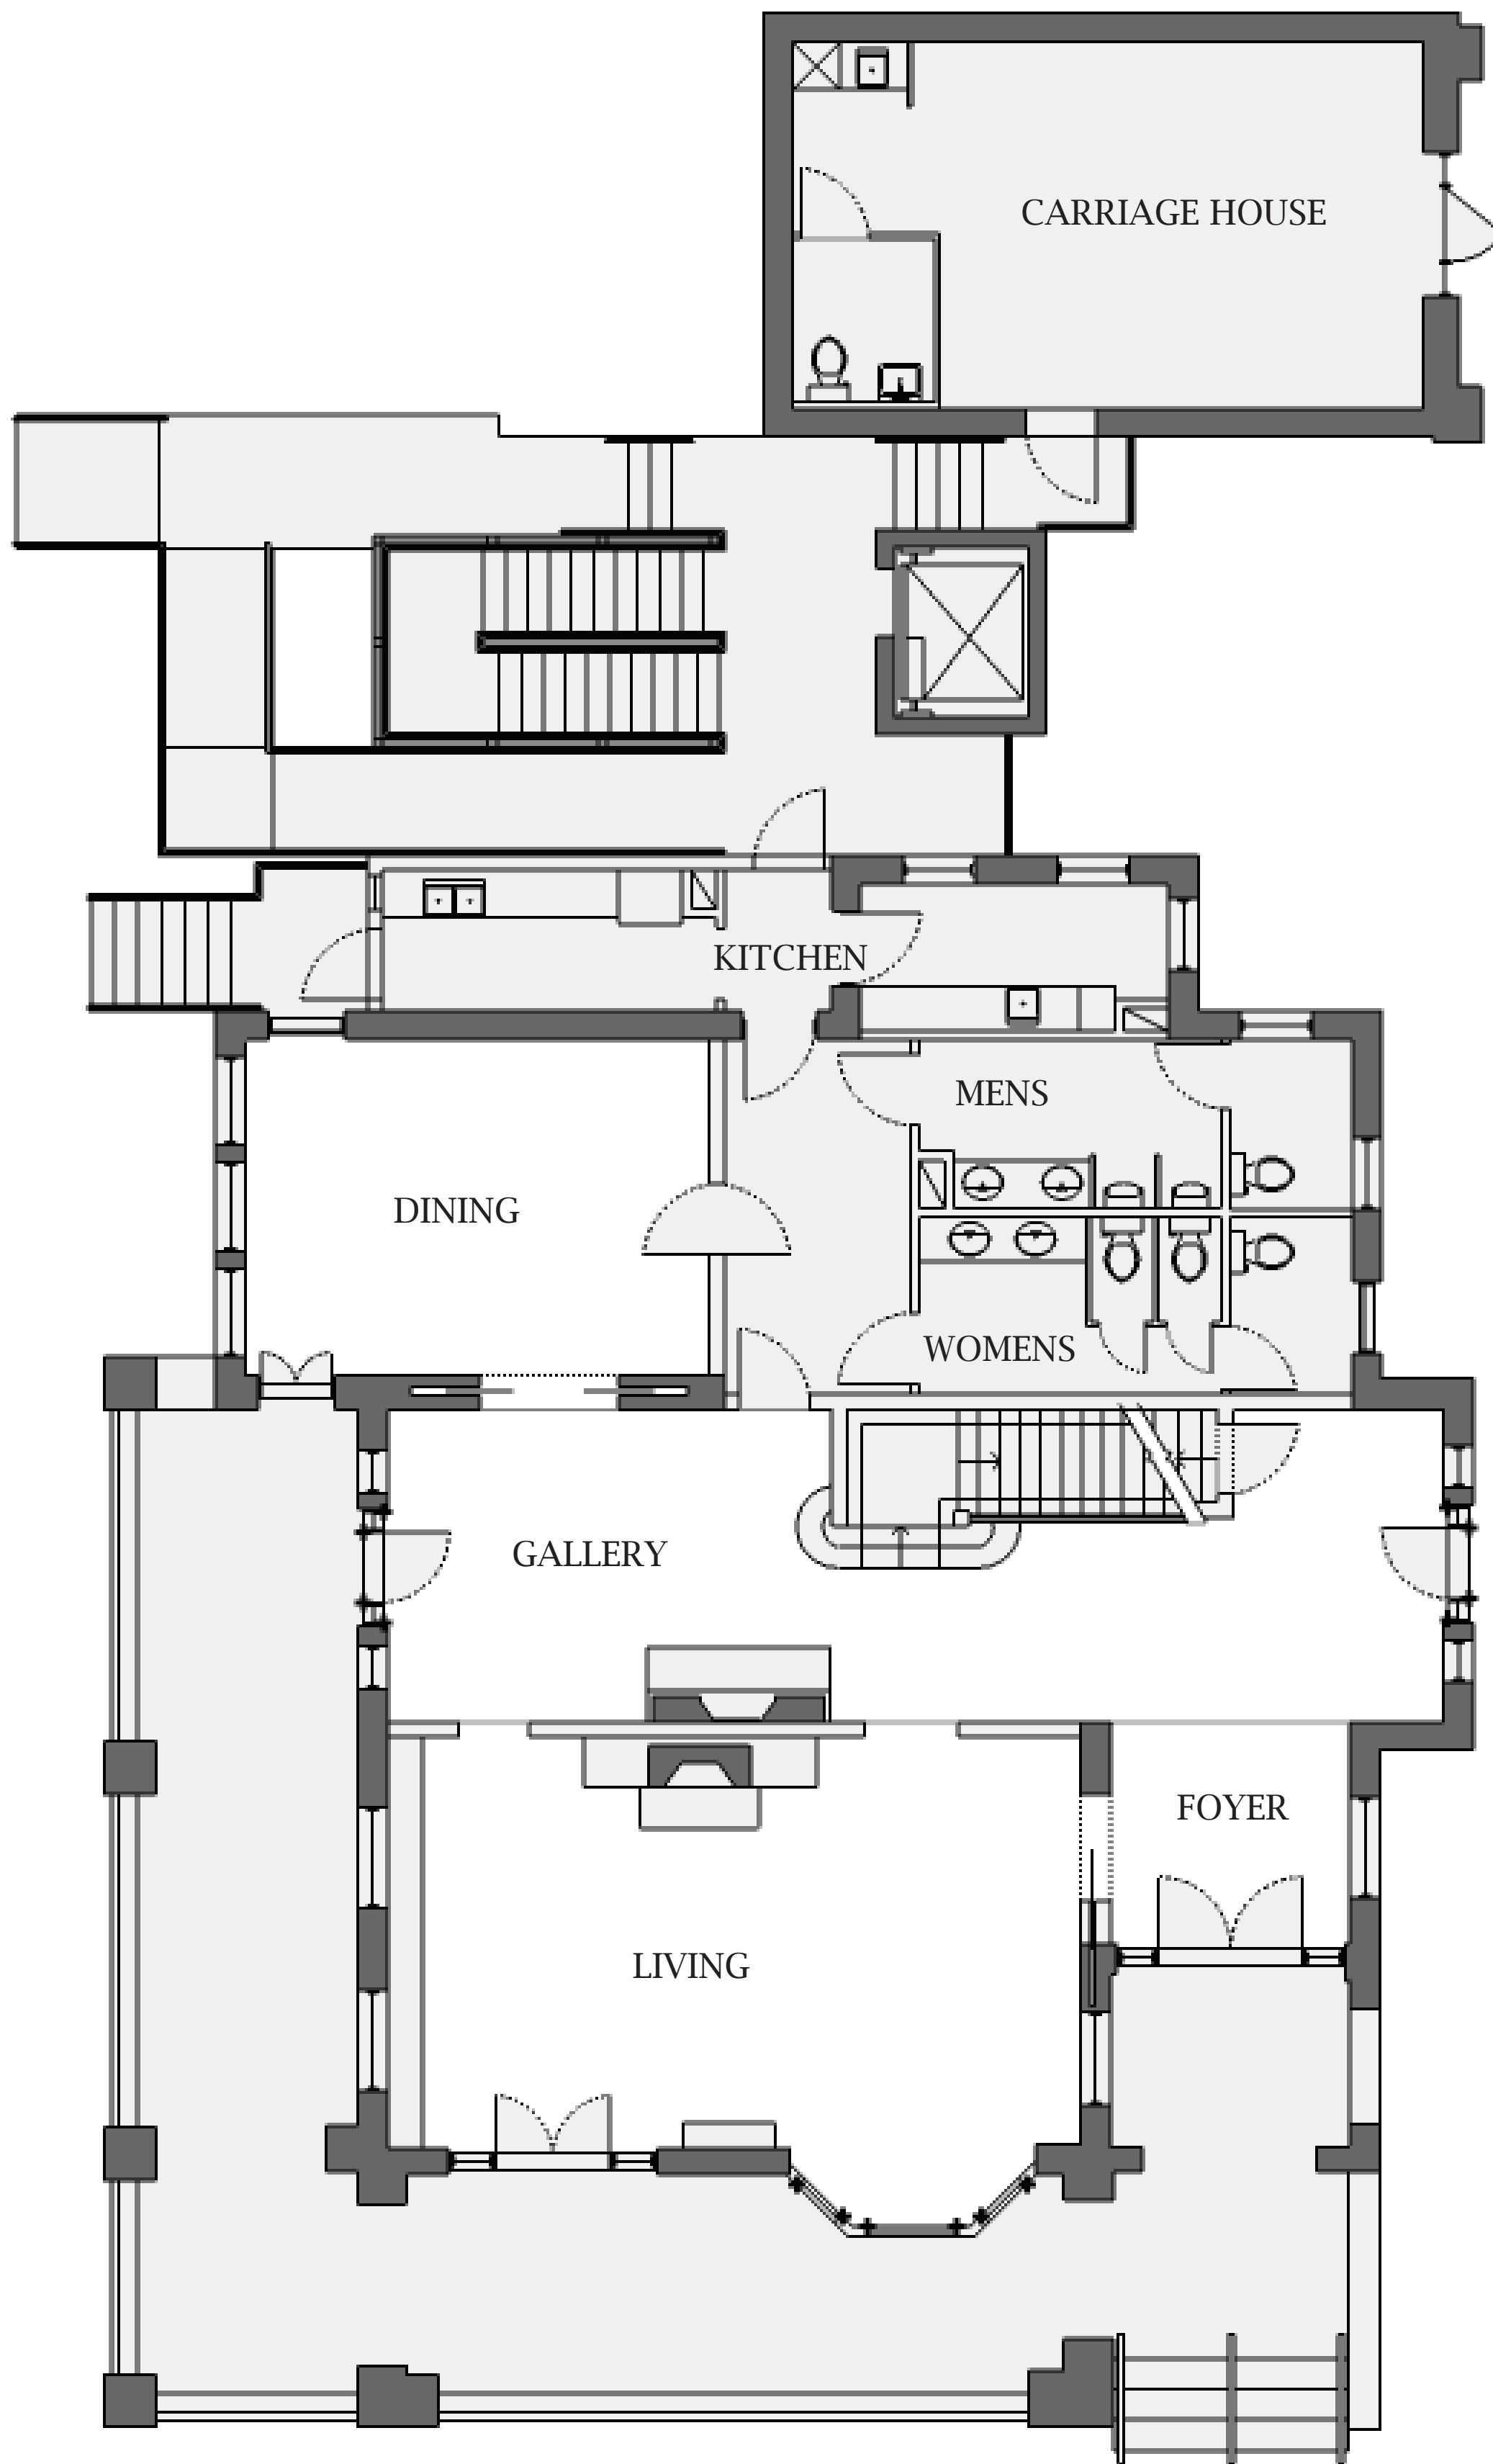 CARRIAGE HOUSE
KITCHEN
MENS
DINING
WOMENS
GALLERY
FOYER
LIVING